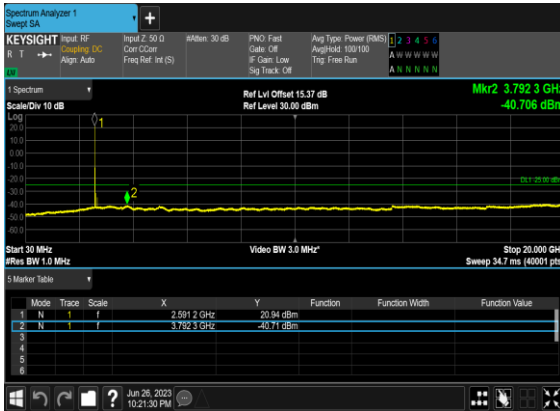 Spectrum Analyzer 1
Swept SA
KEYSIGHT
R T
Input: RF
Coupling: DC
Align: Auto
Input Z: 50 Ω
Corr CCorr
Freq Ref: Int (S)
#Atten: 30 dB
PNO: Fast
Gate: Off
IF Gain: Low
Sig Track: Off
Avg Type: Power (RMS)
Avg|Hold: 100/100
Trig: Free Run
1 2 3 4 5 6
A W W W W W
A N N N N N
1 Spectrum
Scale/Div 10 dB
Ref Lvl Offset 15.37 dB
Ref Level 30.00 dBm
Mkr2 3.792 3 GHz
-40.706 dBm
Log
20.0
10.0
0.00
-10.0
-20.0
-30.0
-40.0
-50.0
-60.0
1
2
DL1 -25.00 dBm
Start 30 MHz
#Res BW 1.0 MHz
Video BW 3.0 MHz*
Stop 20.000 GHz
Sweep 34.7 ms (40001 pts)
5 Marker Table
Mode Trace Scale X Y Function Function Width Function Value
1 N 1 f 2.591 2 GHz 20.94 dBm
2 N 1 f 3.792 3 GHz -40.71 dBm
3
4
5
6
Jun 26, 2023
10:21:30 PM